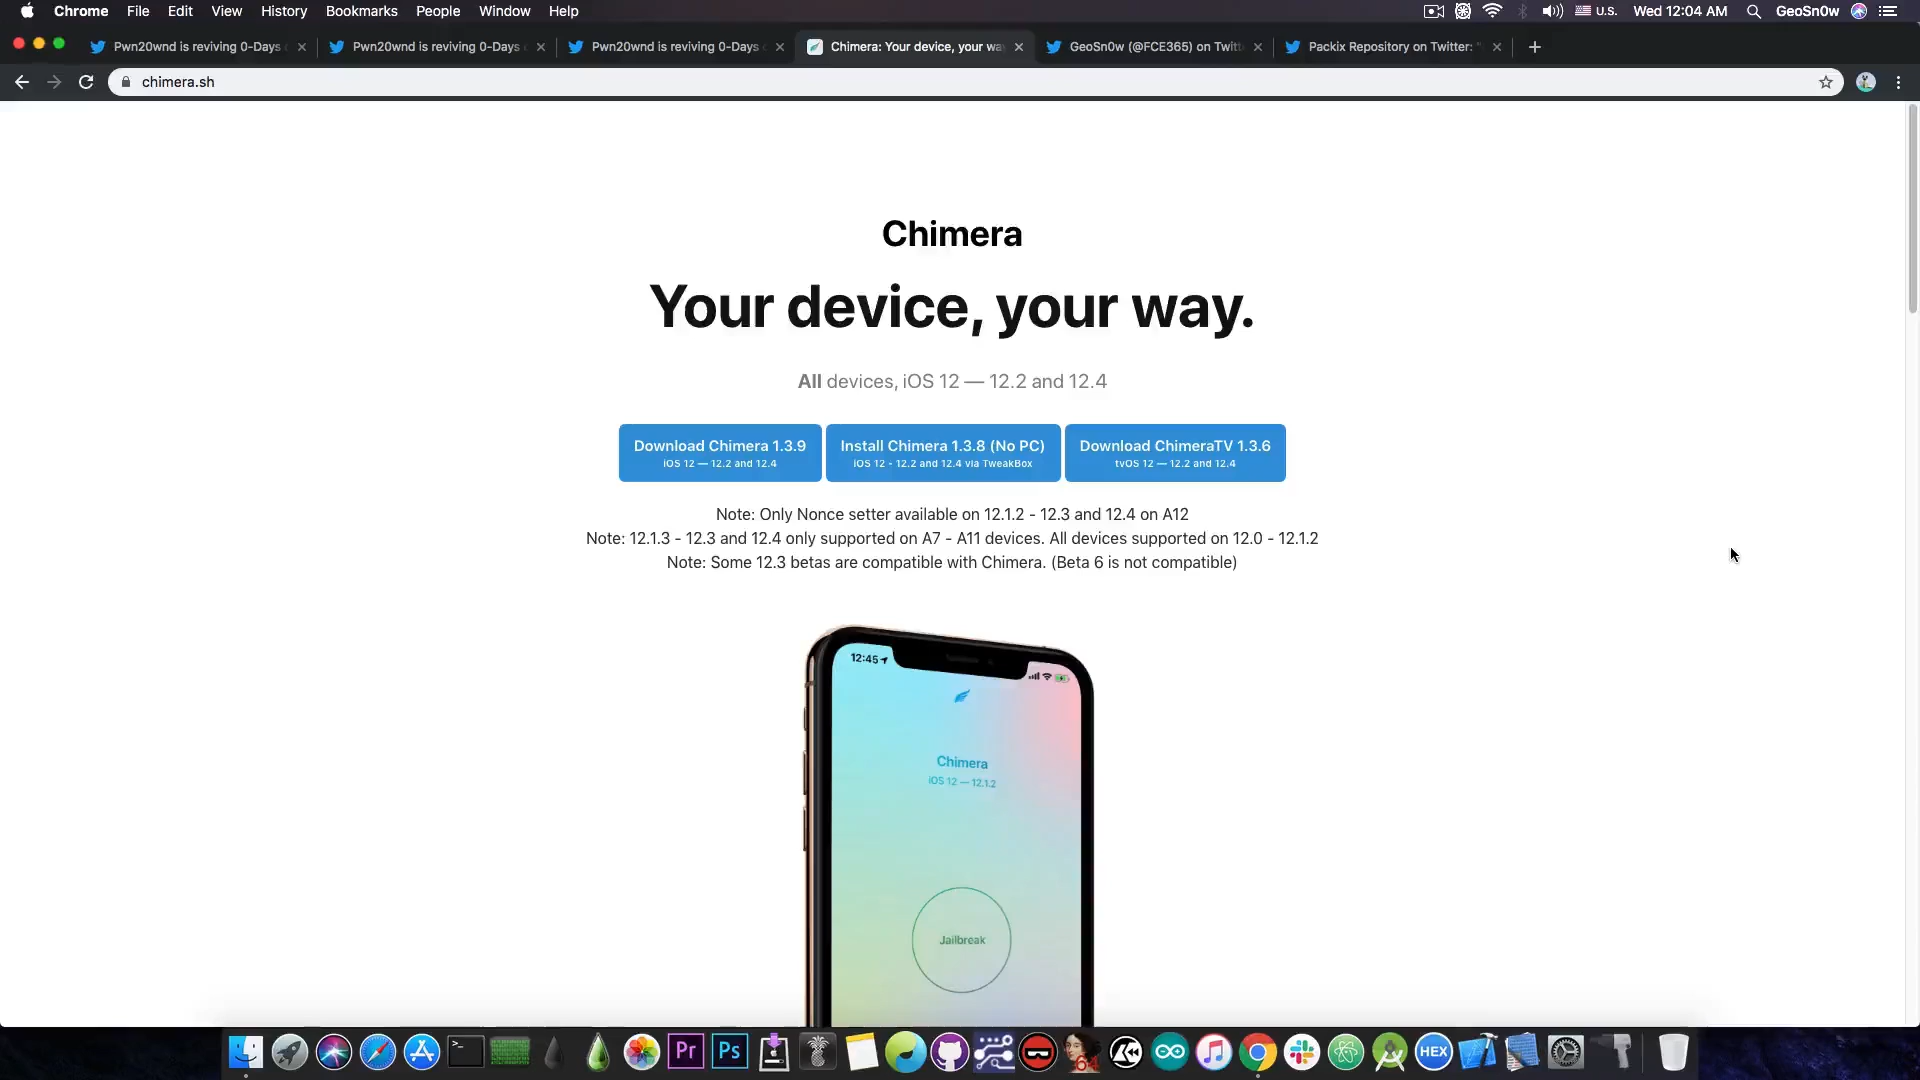 Chrome File Edit View History Bookmarks People Window Help U.S. Wed 12:04 AM GeoSn0w
Pwn20wnd is reviving 0-Days Pwn20wnd is reviving 0-Days Pwn20wnd is reviving 0-Days Chimera: Your device, your way GeoSn0w (@FCE365) on Twitt Packix Repository on Twitter: "
chimera.sh
Chimera
Your device, your way.
All devices, iOS 12 — 12.2 and 12.4
Download Chimera 1.3.9
iOS 12 — 12.2 and 12.4
Install Chimera 1.3.8 (No PC)
iOS 12 - 12.2 and 12.4 via TweakBox
Download ChimeraTV 1.3.6
tvOS 12 — 12.2 and 12.4
Note: Only Nonce setter available on 12.1.2 - 12.3 and 12.4 on A12
Note: 12.1.3 - 12.3 and 12.4 only supported on A7 - A11 devices. All devices supported on 12.0 - 12.1.2
Note: Some 12.3 betas are compatible with Chimera. (Beta 6 is not compatible)
12:45
Chimera
iOS 12 — 12.1.2
Jailbreak
Pr Ps 64 HEX